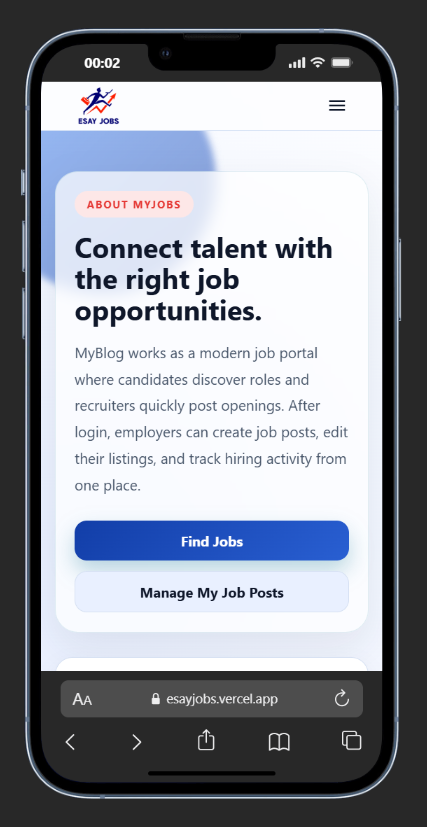 00:02
ESAY JOBS
ABOUT MYJOBS
Connect talent with
the right job
opportunities.
MyBlog works as a modern job portal
where candidates discover roles and
recruiters quickly post openings. After
login, employers can create job posts, edit
their listings, and track hiring activity from
one place.
Find Jobs
Manage My Job Posts
AA
esayjobs.vercel.app